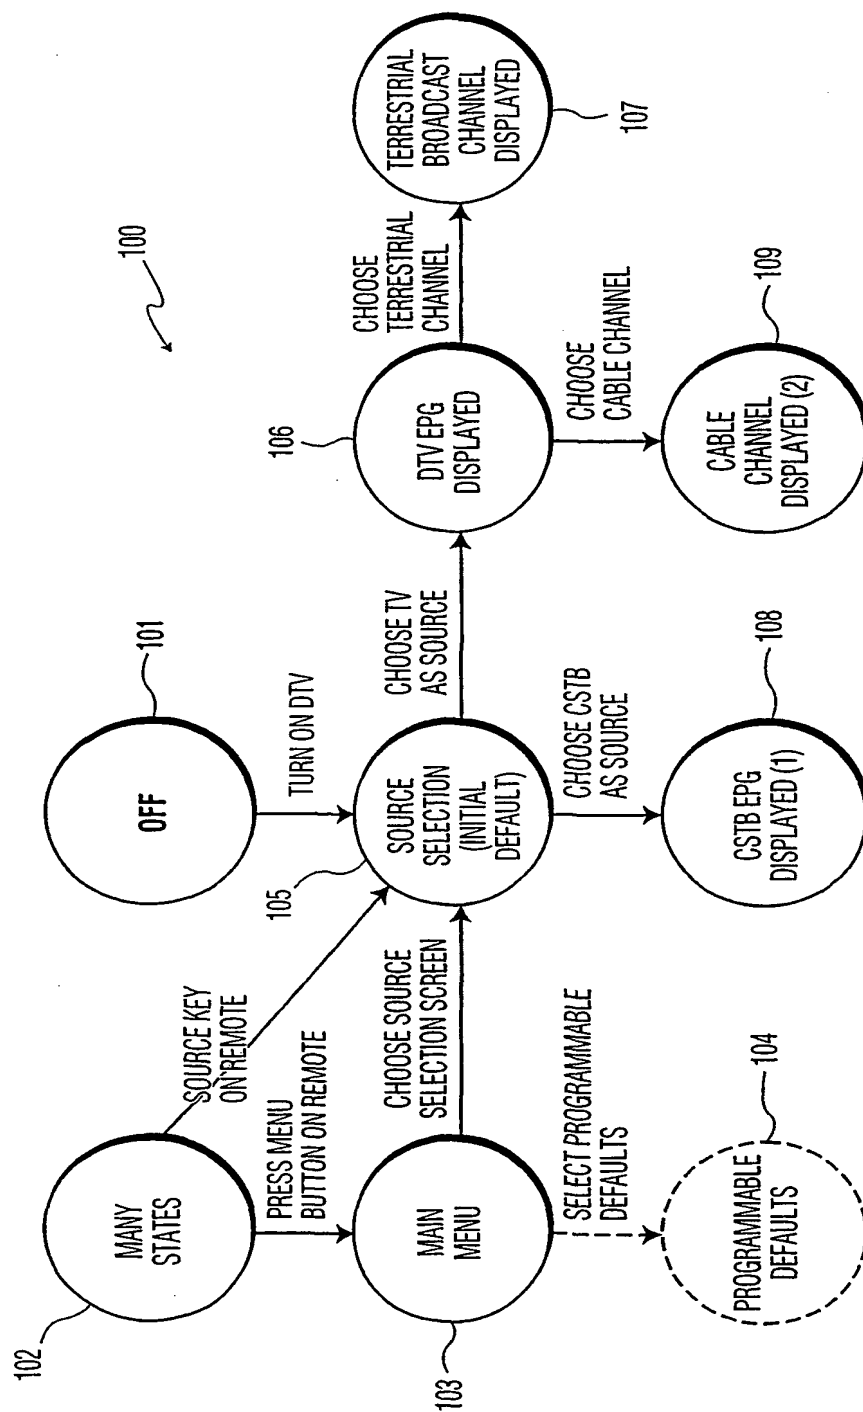 100
101
OFF
TURN ON DTV
102
MANY
STATES
SOURCE KEY
ON REMOTE
PRESS MENU
BUTTON ON REMOTE
103
MAIN
MENU
CHOOSE SOURCE
SELECTION SCREEN
SELECT PROGRAMMABLE
DEFAULTS
104
PROGRAMMABLE
DEFAULTS
105
SOURCE
SELECTION
(INITIAL
DEFAULT)
CHOOSE TV
AS SOURCE
CHOOSE CSTB
AS SOURCE
108
CSTB EPG
DISPLAYED (1)
106
DTV EPG
DISPLAYED
CHOOSE
TERRESTRIAL
CHANNEL
CHOOSE
CABLE CHANNEL
109
CABLE
CHANNEL
DISPLAYED (2)
TERRESTRIAL
BROADCAST
CHANNEL
DISPLAYED
107